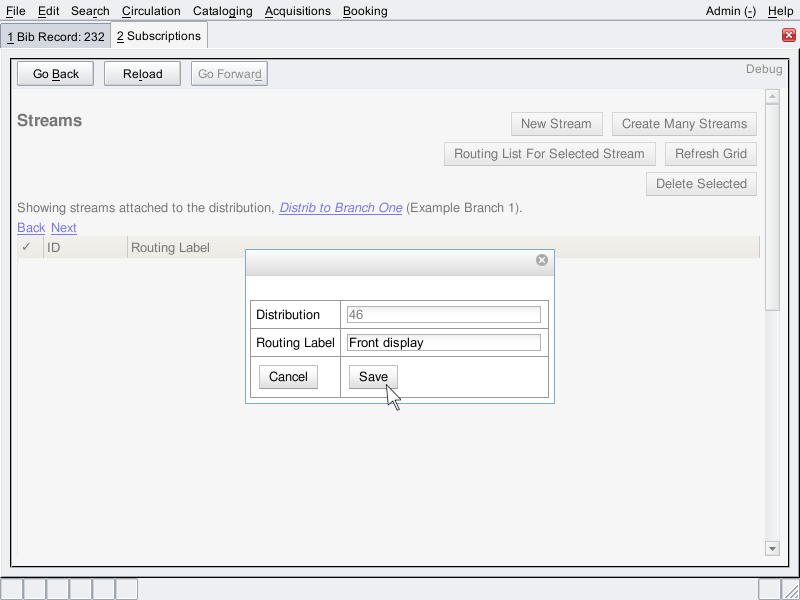 File Edit Search Circulation Cataloging Acquisitions Booking Admin (-) Help
1 Bib Record: 232 2 Subscriptions
Go Back Reload Go Forward Debug
Streams
New Stream Create Many Streams
Routing List For Selected Stream Refresh Grid
Delete Selected
Showing streams attached to the distribution, Distrib to Branch One (Example Branch 1).
Back Next
✓ ID Routing Label
Distribution 46
Routing Label Front display
Cancel Save